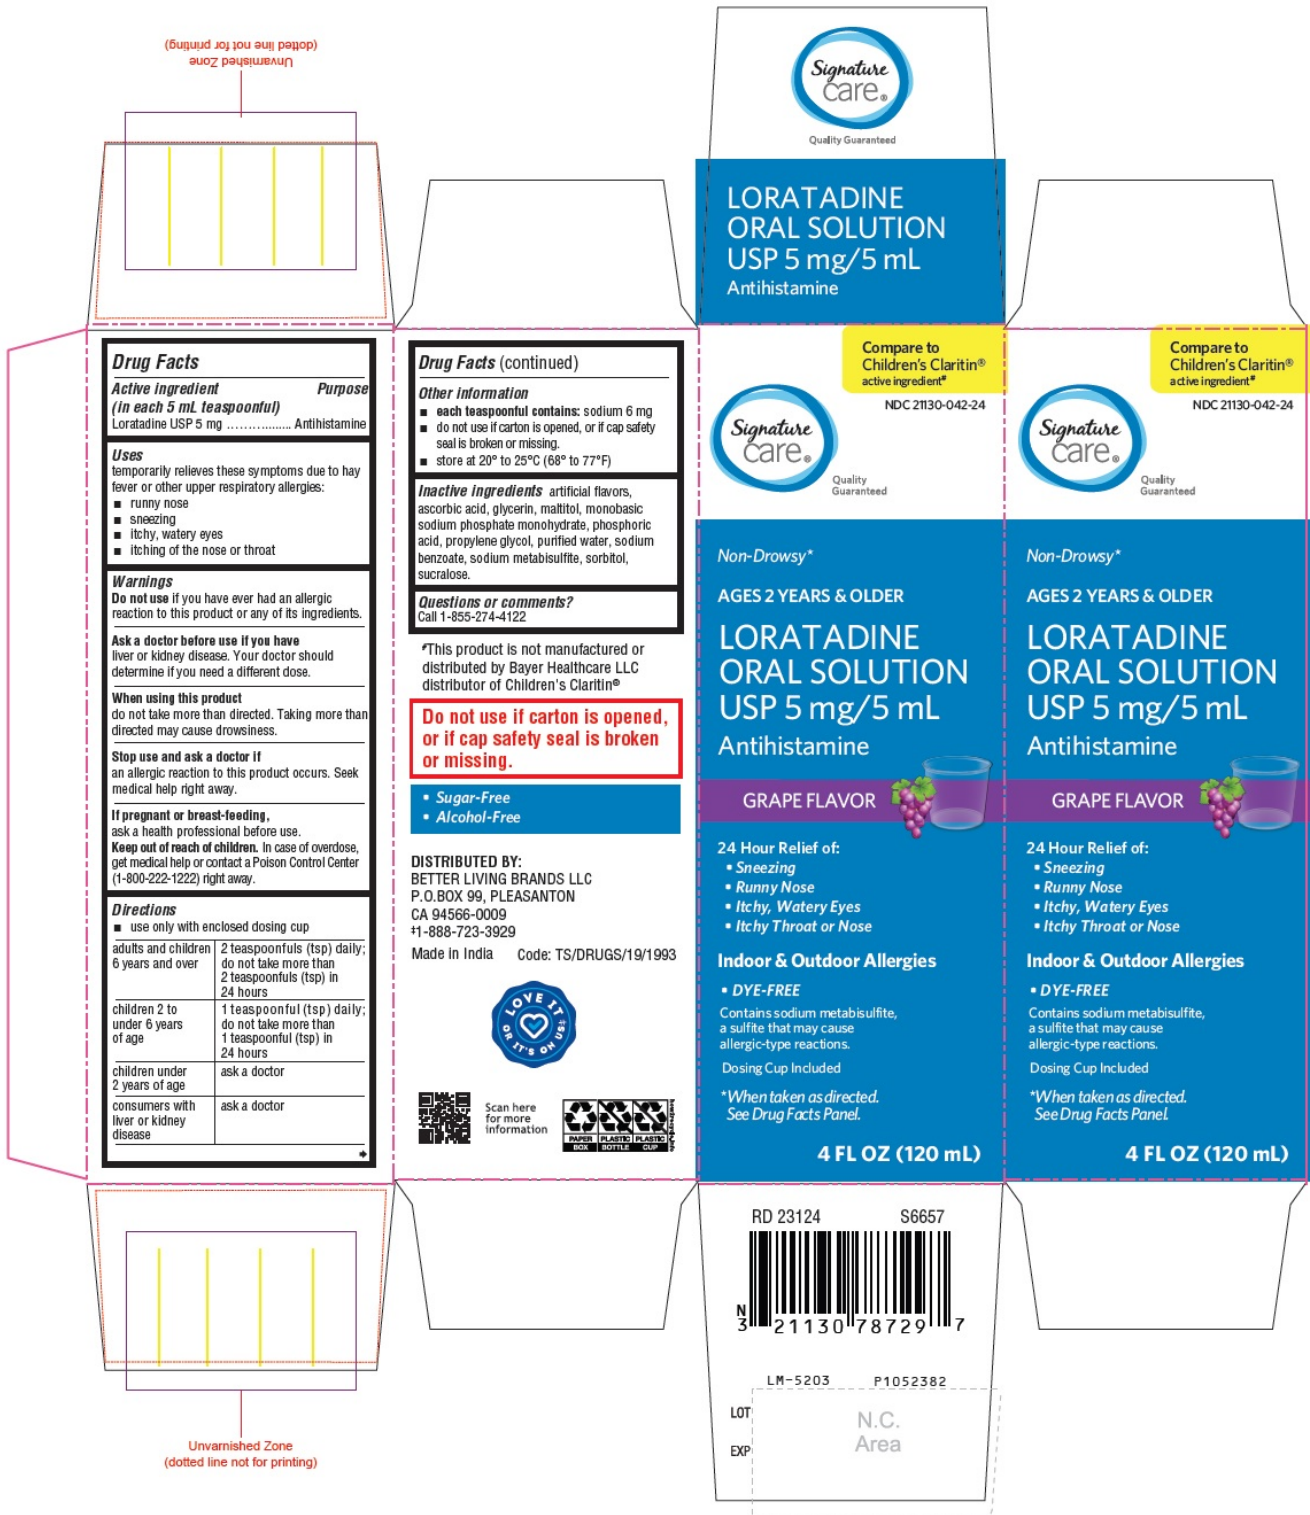 Unvarnished Zone
(dotted line not for printing)
Signature
care®
Quality Guaranteed
LORATADINE
ORAL SOLUTION
USP 5 mg/5 mL
Antihistamine
Drug Facts
Active ingredient Purpose
(in each 5 mL teaspoonful)
Loratadine USP 5 mg ................. Antihistamine
Uses
temporarily relieves these symptoms due to hay
fever or other upper respiratory allergies:
■ runny nose
■ sneezing
■ itchy, watery eyes
■ itching of the nose or throat
Warnings
Do not use if you have ever had an allergic
reaction to this product or any of its ingredients.
Ask a doctor before use if you have
liver or kidney disease. Your doctor should
determine if you need a different dose.
When using this product
do not take more than directed. Taking more than
directed may cause drowsiness.
Stop use and ask a doctor if
an allergic reaction to this product occurs. Seek
medical help right away.
If pregnant or breast-feeding,
ask a health professional before use.
Keep out of reach of children. In case of overdose,
get medical help or contact a Poison Control Center
(1-800-222-1222) right away.
Directions
■ use only with enclosed dosing cup
adults and children 2 teaspoonfuls (tsp) daily;
6 years and over do not take more than
2 teaspoonfuls (tsp) in
24 hours
children 2 to 1 teaspoonful (tsp) daily;
under 6 years do not take more than
of age 1 teaspoonful (tsp) in
24 hours
children under ask a doctor
2 years of age
consumers with ask a doctor
liver or kidney
disease
Drug Facts (continued)
Other information
■ each teaspoonful contains: sodium 6 mg
■ do not use if carton is opened, or if cap safety
seal is broken or missing.
■ store at 20° to 25°C (68° to 77°F)
Inactive ingredients artificial flavors,
ascorbic acid, glycerin, maltitol, monobasic
sodium phosphate monohydrate, phosphoric
acid, propylene glycol, purified water, sodium
benzoate, sodium metabisulfite, sorbitol,
sucralose.
Questions or comments?
Call 1-855-274-4122
#This product is not manufactured or
distributed by Bayer Healthcare LLC
distributor of Children's Claritin®
Do not use if carton is opened,
or if cap safety seal is broken
or missing.
▪ Sugar-Free
▪ Alcohol-Free
DISTRIBUTED BY:
BETTER LIVING BRANDS LLC
P.O.BOX 99, PLEASANTON
CA 94566-0009
‡1-888-723-3929
Made in India Code: TS/DRUGS/19/1993
LOVE IT
OR IT'S ON US‡
Scan here
for more
information
PAPER PLASTIC PLASTIC
BOX BOTTLE CUP
Compare to
Children's Claritin®
active ingredient#
NDC 21130-042-24
Signature
care®
Quality
Guaranteed
Non-Drowsy*
AGES 2 YEARS & OLDER
LORATADINE
ORAL SOLUTION
USP 5 mg/5 mL
Antihistamine
GRAPE FLAVOR
24 Hour Relief of:
▪ Sneezing
▪ Runny Nose
▪ Itchy, Watery Eyes
▪ Itchy Throat or Nose
Indoor & Outdoor Allergies
▪ DYE-FREE
Contains sodium metabisulfite,
a sulfite that may cause
allergic-type reactions.
Dosing Cup Included
*When taken as directed.
See Drug Facts Panel.
4 FL OZ (120 mL)
Compare to
Children's Claritin®
active ingredient#
NDC 21130-042-24
Signature
care®
Quality
Guaranteed
Non-Drowsy*
AGES 2 YEARS & OLDER
LORATADINE
ORAL SOLUTION
USP 5 mg/5 mL
Antihistamine
GRAPE FLAVOR
24 Hour Relief of:
▪ Sneezing
▪ Runny Nose
▪ Itchy, Watery Eyes
▪ Itchy Throat or Nose
Indoor & Outdoor Allergies
▪ DYE-FREE
Contains sodium metabisulfite,
a sulfite that may cause
allergic-type reactions.
Dosing Cup Included
*When taken as directed.
See Drug Facts Panel.
4 FL OZ (120 mL)
RD 23124 S6657
N
3 21130 78729 7
LM-5203 P1052382
LOT
EXP
N.C.
Area
Unvarnished Zone
(dotted line not for printing)